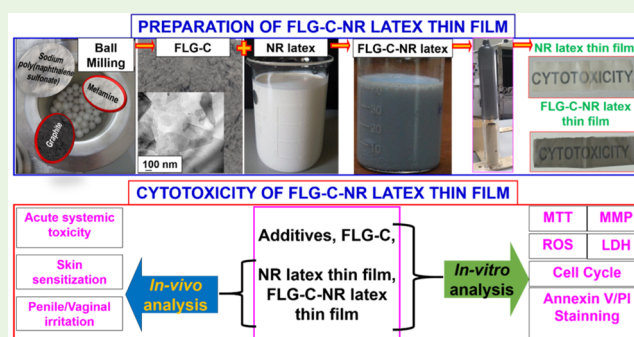 PREPARATION OF FLG-C-NR LATEX THIN FILM
Sodium
poly(naphthalene
sulfonate)
Ball
Milling
Melamine
Graphite
FLG-C
100 nm
+
NR latex
FLG-C-NR latex
NR latex thin film
CYTOTOXICITY
FLG-C-NR latex
thin film
CYTOTOXICITY
CYTOTOXICITY OF FLG-C-NR LATEX THIN FILM
Acute systemic
toxicity
Skin
sensitization
Penile/Vaginal
irritation
In-vivo
analysis
Additives, FLG-C,
NR latex thin film,
FLG-C-NR latex
thin film
In-vitro
analysis
MTT
MMP
ROS
LDH
Cell Cycle
Annexin V/PI
Stainning